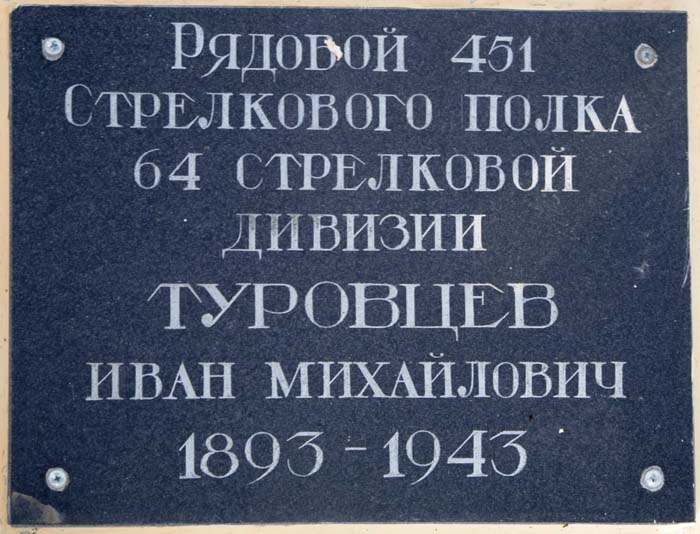 Рядовой 451
Стрелкового полка
64 стрелковой
дивизии
ТУРОВЦЕВ
ИВАН МИХАЙЛОВИЧ
1893 - 1943